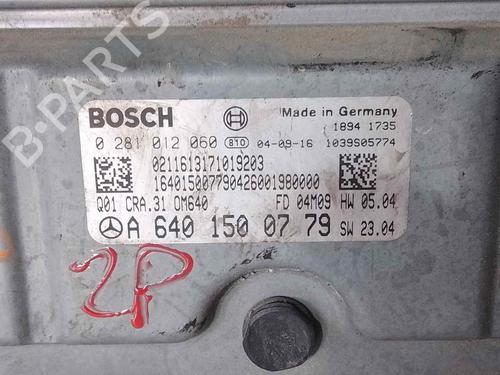 B-Parts
BOSCH
Made in Germany
1894 1735
0 281 012 060 810 04-09-16 1039S05774
0211613171019203
164015007790426001980000
Q01 CRA.31 OM640 FD 04M09 HW 05.04
A 640 150 07 79 SW 23.04
2P